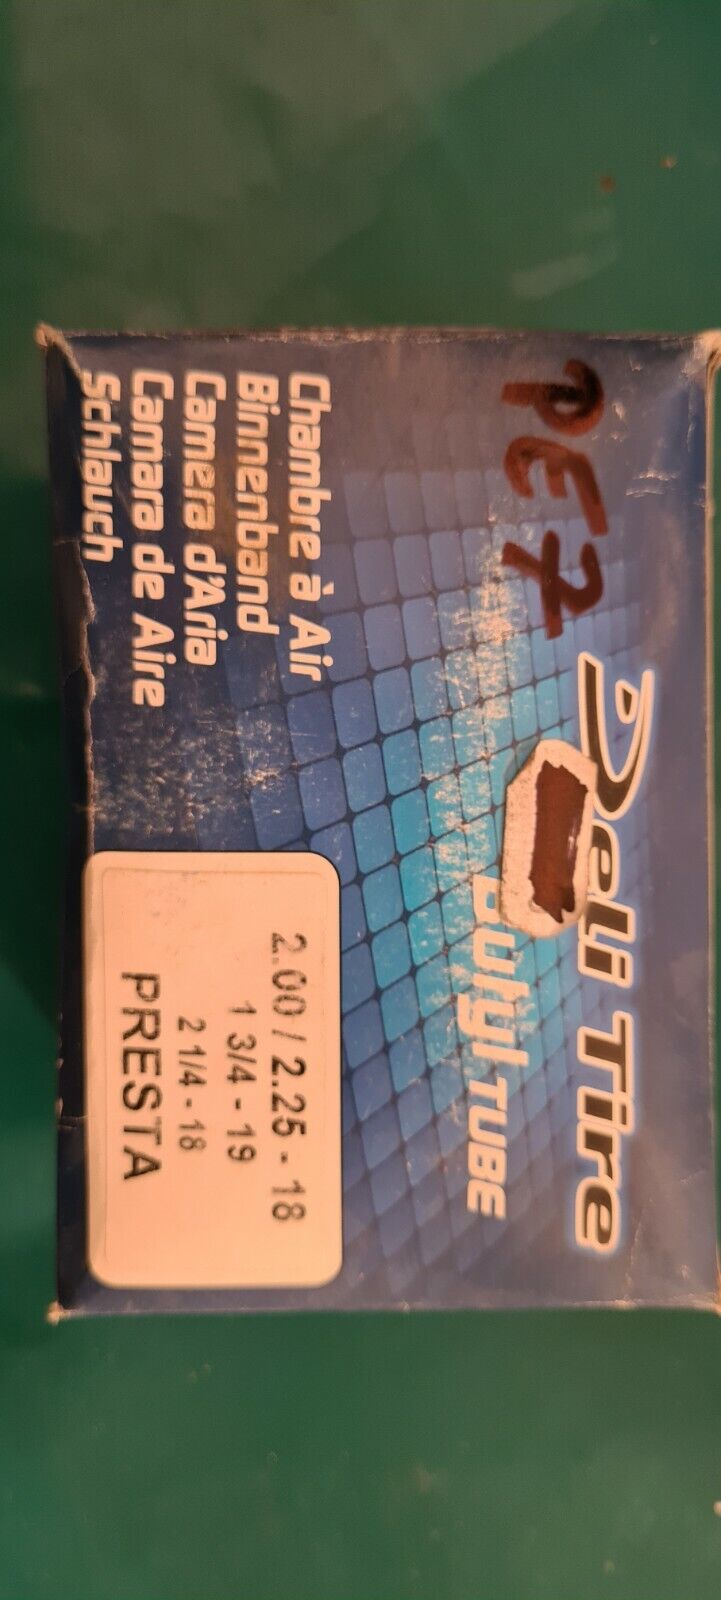 PE7
Deli Tire
Butyl TUBE
Chambre à Air
Binnenband
Camera d'Aria
Camara de Aire
Schlauch
2.00 / 2.25 - 18
1 3/4 - 19
2 1/4 - 18
PRESTA